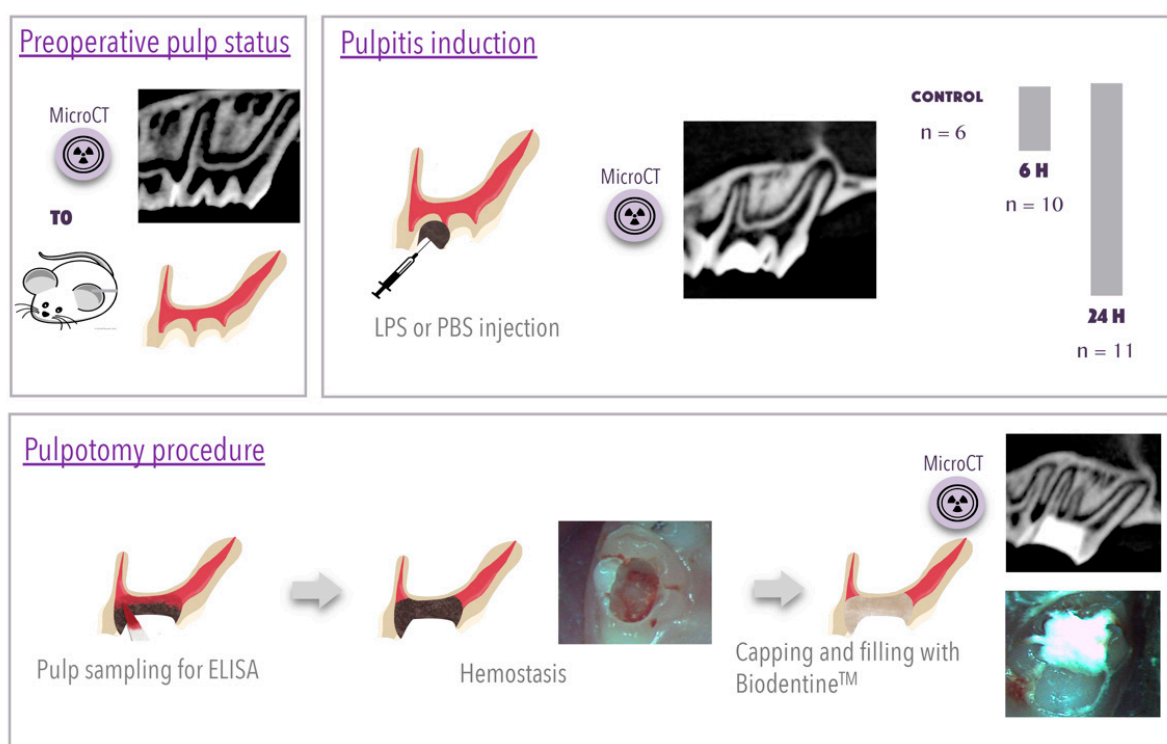 Preoperative pulp status
MicroCT
T0
Pulpitis induction
LPS or PBS injection
MicroCT
CONTROL
n = 6
6 H
n = 10
24 H
n = 11
Pulpotomy procedure
Pulp sampling for ELISA
Hemostasis
MicroCT
Capping and filling with
Biodentine™